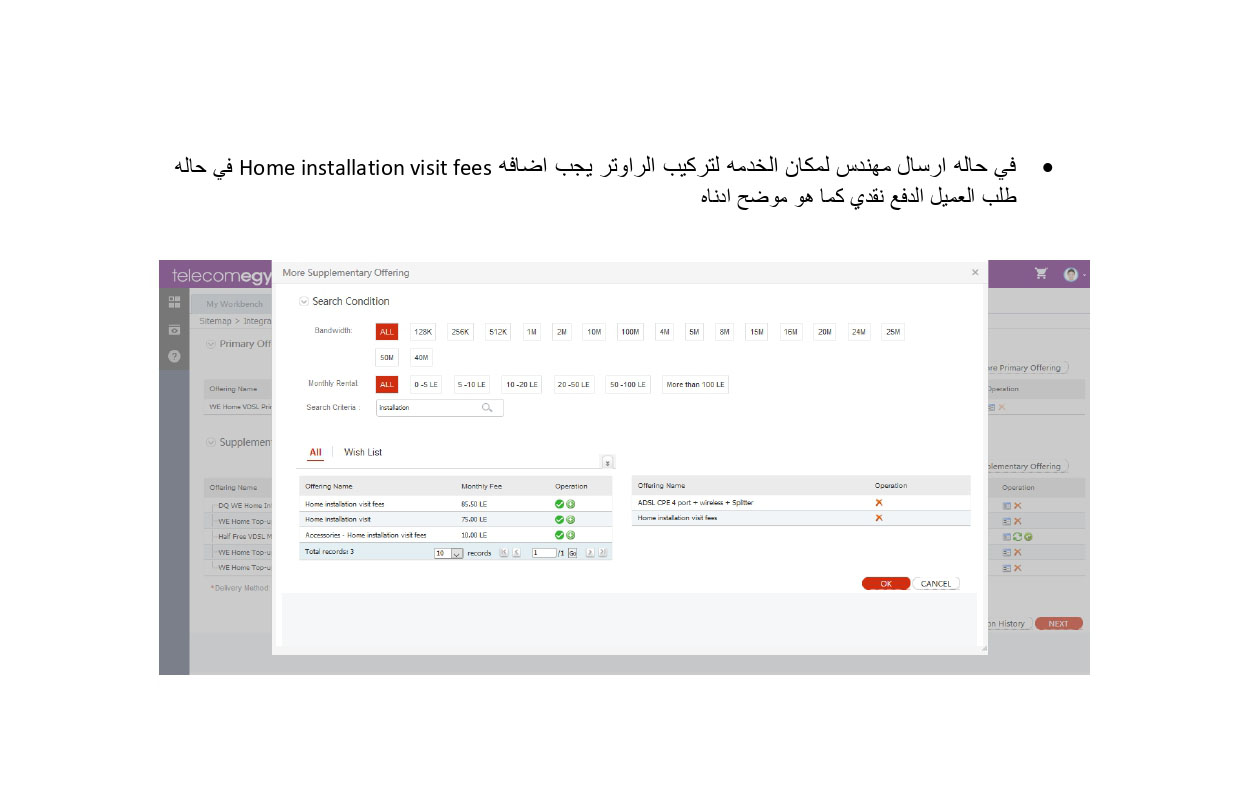 • في حاله ارسال مهندس لمكان الخدمه لتركيب الراوتر يجب اضافه Home installation visit fees في حاله
طلب العميل الدفع نقدي كما هو موضح ادناه
telecomegy
More Supplementary Offering
My Workbench
Sitemap > Integra
Search Condition
Bandwidth: ALL 128K 256K 512K 1M 2M 10M 100M 4M 5M 8M 15M 16M 20M 24M 25M
50M 40M
Primary Off
re Primary Offering
Monthly Rental: ALL 0 -5 LE 5 -10 LE 10 -20 LE 20 -50 LE 50 -100 LE More than 100 LE
Offering Name
Operation
Search Criteria : installation
WE Home VDSL Pri
Supplemen
All Wish List
plementary Offering
Offering Name Monthly Fee Operation
Offering Name Operation
Offering Name
Operation
Home installation visit fees 85.50 LE
ADSL CPE 4 port + wireless + Splitter
DQ WE Home In
Home installation visit 75.00 LE
Home installation visit fees
WE Home Top-u
Accessories - Home installation visit fees 10.00 LE
Half Free VDSL M
Total records: 3 10 records 1 /1 Go
WE Home Top-u
WE Home Top-u
OK CANCEL
*Delivery Method
on History NEXT